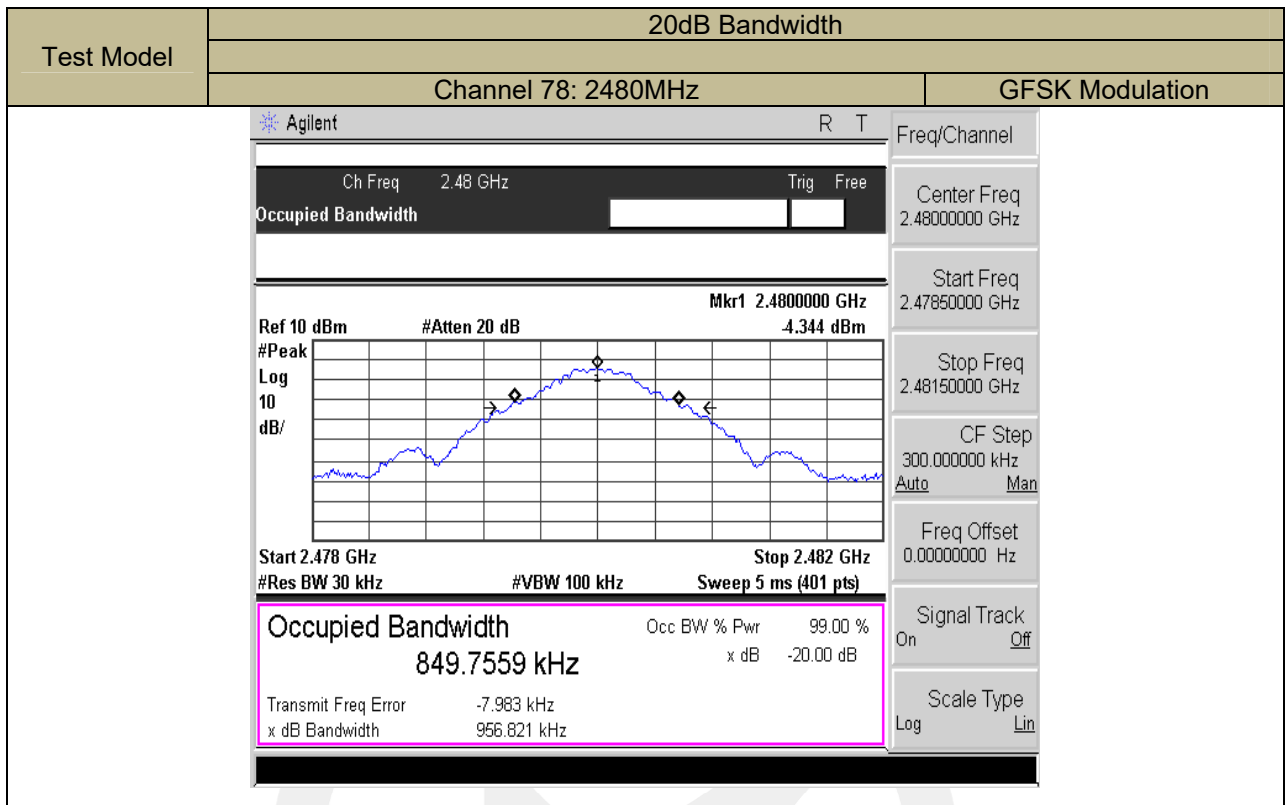 Test Model
20dB Bandwidth
Channel 78: 2480MHz
GFSK Modulation
Agilent
R T
Freq/Channel
Ch Freq 2.48 GHz
Trig Free
Occupied Bandwidth
Center Freq
2.48000000 GHz
Start Freq
2.47850000 GHz
Mkr1 2.4800000 GHz
Ref 10 dBm
#Atten 20 dB
-4.344 dBm
#Peak
Log
10
dB/
1
Stop Freq
2.48150000 GHz
CF Step
300.000000 kHz
Auto Man
Freq Offset
0.00000000 Hz
Start 2.478 GHz
Stop 2.482 GHz
#Res BW 30 kHz
#VBW 100 kHz
Sweep 5 ms (401 pts)
Occupied Bandwidth
849.7559 kHz
Occ BW % Pwr 99.00 %
x dB -20.00 dB
Transmit Freq Error -7.983 kHz
x dB Bandwidth 956.821 kHz
Signal Track
On Off
Scale Type
Log Lin